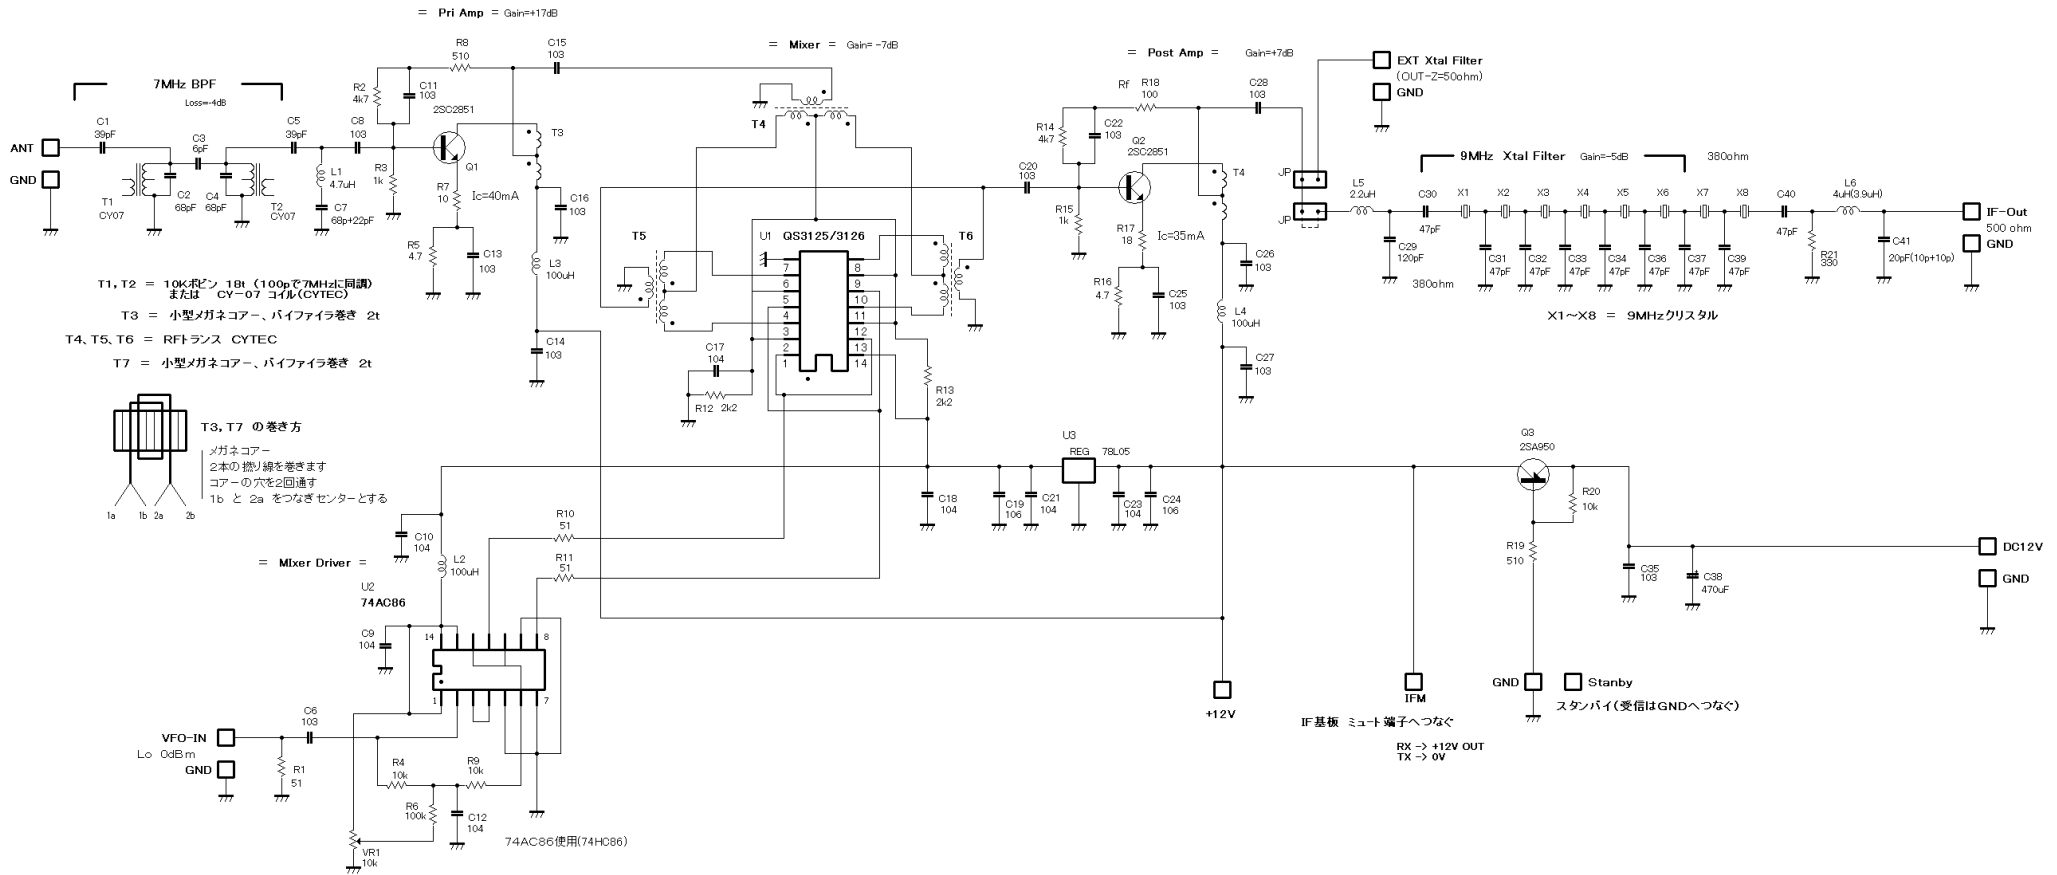 = Pri Amp = Gain=+17dB
= Mixer = Gain= -7dB
= Post Amp = Gain=+7dB
7MHz BPF
Loss=-4dB
ANT
GND
C1
39pF
C3
6pF
C5
39pF
C8
103
T1
CY07
C2
68pF
C4
68pF
T2
CY07
L1
4.7uH
C7
68p+22pF
R2
4k7
C11
103
R8
510
C15
103
2SC2851
Q1
R3
1k
R7
10
Ic=40mA
R5
4.7
C13
103
T3
C16
103
L3
100uH
C14
103
T4
T5
T6
U1 QS3125/3126
7
6
5
4
3
2
1
8
9
10
11
12
13
14
C17
104
R12 2k2
R13
2k2
C20
103
R14
4k7
C22
103
Rf R18
100
C28
103
Q2
2SC2851
R15
1k
R17
18
Ic=35mA
R16
4.7
C25
103
T4
C26
103
L4
100uH
C27
103
EXT Xtal Filter
(OUT-Z=50ohm)
GND
JP
JP
9MHz Xtal Filter Gain=-5dB
380ohm
L5
2.2uH
C29
120pF
380ohm
C30
47pF
X1
X2
X3
X4
X5
X6
X7
X8
C31
47pF
C32
47pF
C33
47pF
C34
47pF
C36
47pF
C37
47pF
C39
47pF
C40
47pF
R21
330
L6
4uH(3.9uH)
C41
20pF(10p+10p)
IF-Out
500 ohm
GND
X1～X8 = 9MHzクリスタル
T1,T2 = 10Kボビン 18t (100pで7MHzに同調)
または CY-07 コイル(CYTEC)
T3 = 小型メガネコアー、バイファイラ巻き 2t
T4、T5、T6 = RFトランス CYTEC
T7 = 小型メガネコアー、バイファイラ巻き 2t
T3,T7 の巻き方
メガネコアー
2本の撚り線を巻きます
コアーの穴を2回通す
1b と 2a をつなぎセンターとする
1a
1b
2a
2b
= MIxer Driver =
U2
74AC86
C10
104
L2
100uH
R10
51
R11
51
C9
104
14
8
1
7
VFO-IN
Lo 0dBm
GND
C6
103
R1
51
R4
10k
R9
10k
R6
100k
C12
104
VR1
10k
74AC86使用(74HC86)
C18
104
C19
106
C21
104
U3
REG 78L05
C23
104
C24
106
Q3
2SA950
R20
10k
R19
510
C35
103
C38
470uF
+
DC12V
GND
+12V
IFM
IF基板 ミュート端子へつなぐ
RX -> +12V OUT
TX -> 0V
GND
Stanby
スタンバイ(受信はGNDへつなぐ)